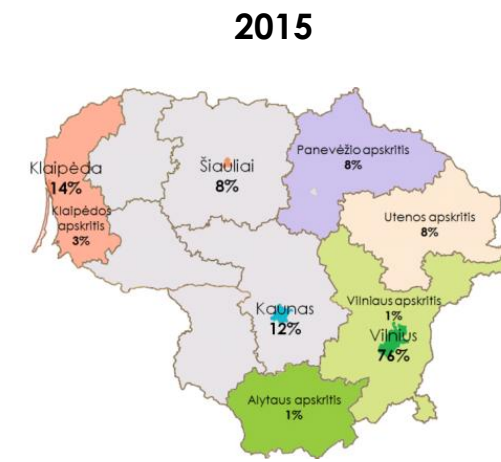 2015
Klaipėda
14%
Klaipėdos
apskritis
3%
Šiauliai
8%
Panevėžio apskritis
8%
Utenos apskritis
8%
Kaunas
12%
Vilniaus apskritis
1%
Vilnius
76%
Alytaus apskritis
1%